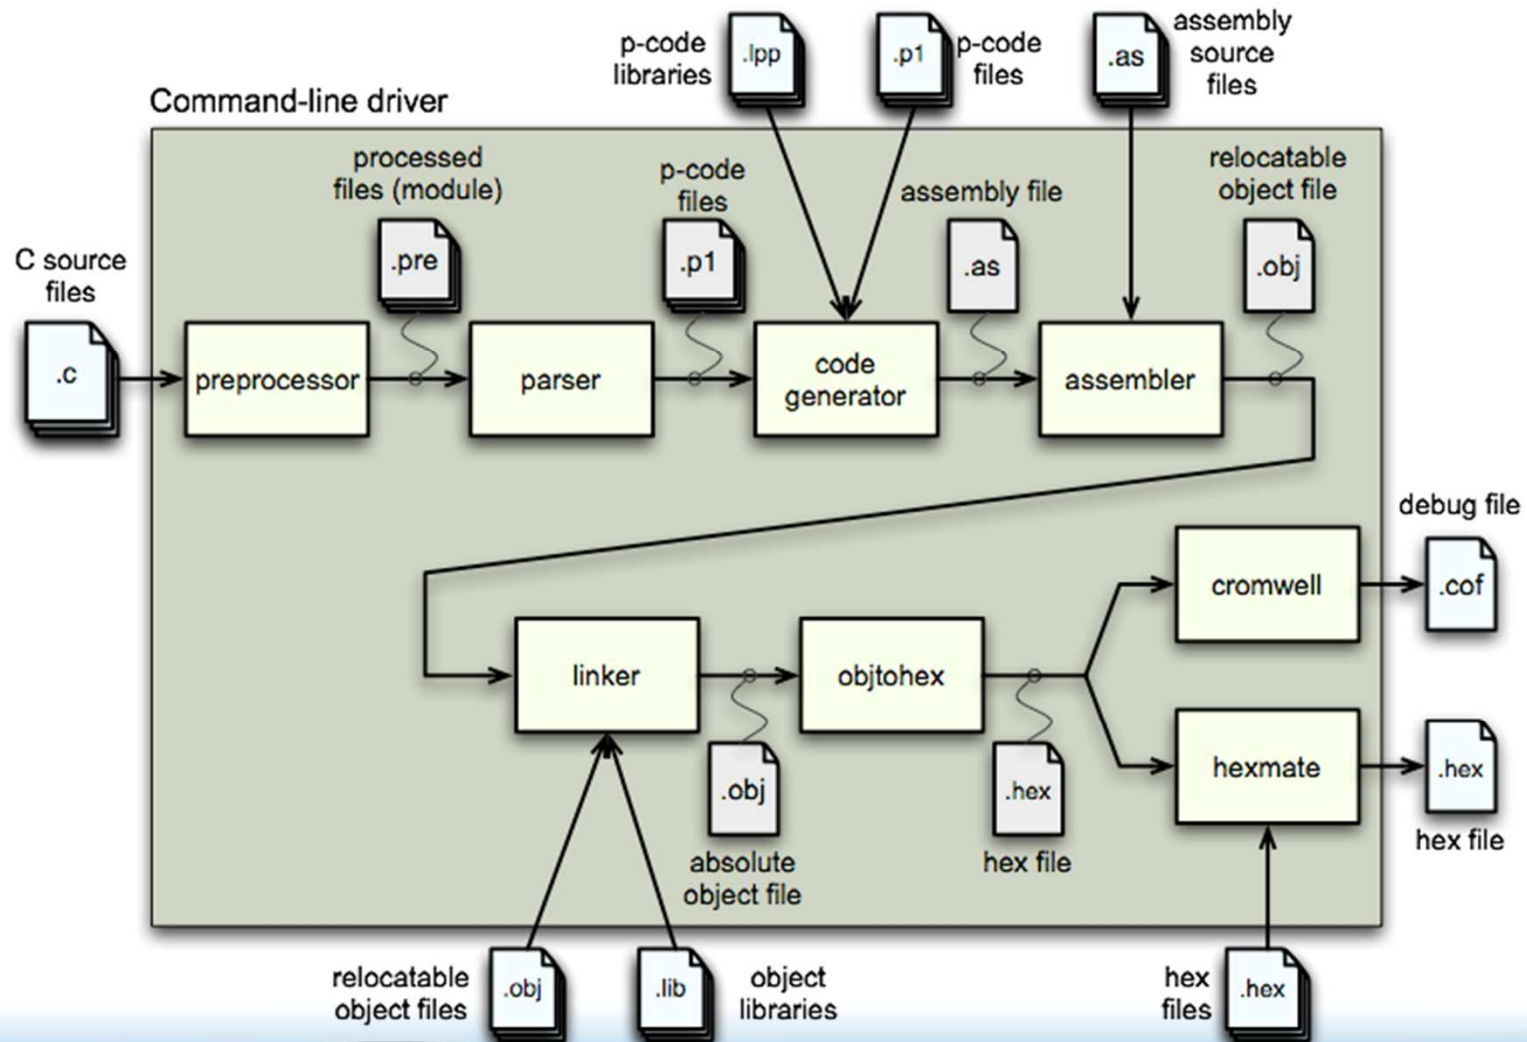 p-code
libraries
.lpp
.p1
p-code
files
.as
assembly
source
files
Command-line driver
processed
files (module)
p-code
files
assembly file
relocatable
object file
C source
files
.pre
.p1
.as
.obj
.c
preprocessor
parser
code
generator
assembler
debug file
cromwell
.cof
linker
objtohex
hexmate
.hex
hex file
.obj
absolute
object file
.hex
hex file
relocatable
object files
.obj
.lib
object
libraries
hex
files
.hex